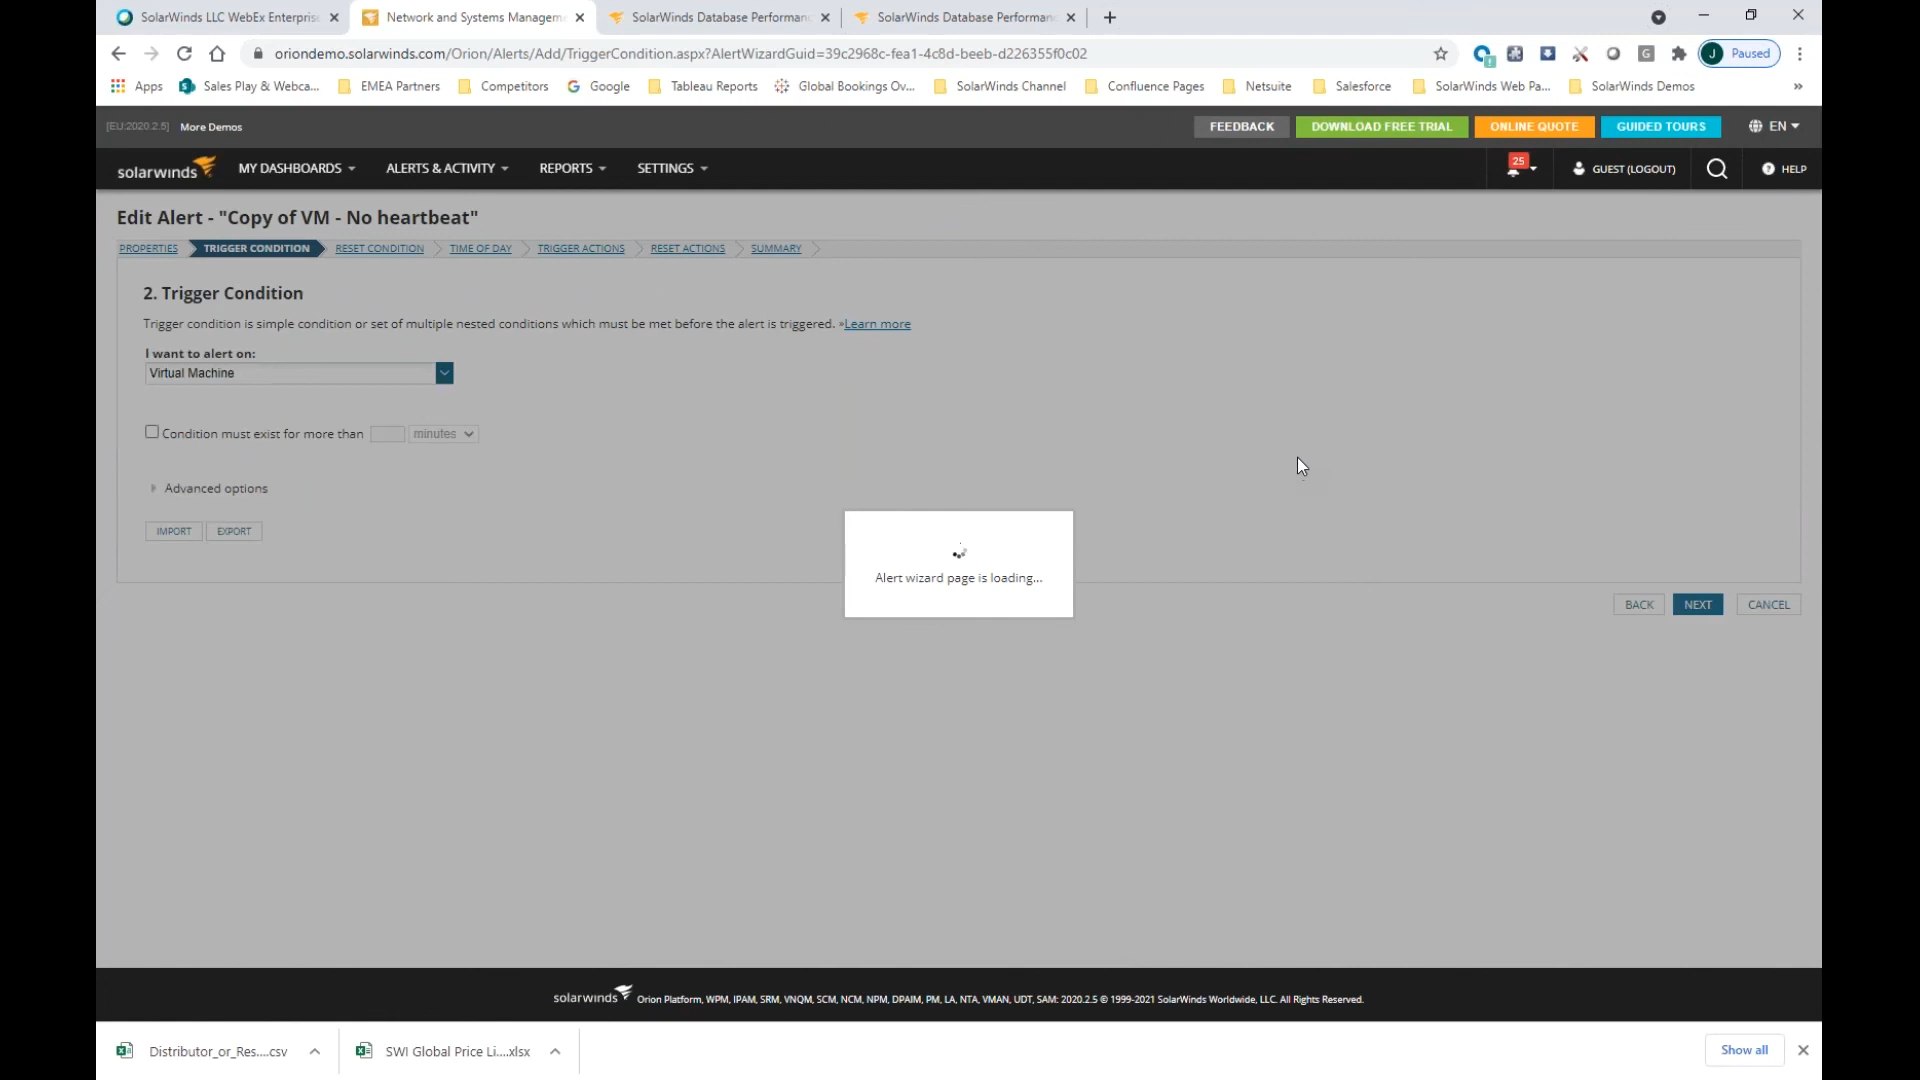 SolarWinds LLC WebEx Enterpris
Network and Systems Managem
SolarWinds Database Performan
SolarWinds Database Performan
oriondemo.solarwinds.com/Orion/Alerts/Add/TriggerCondition.aspx?AlertWizardGuid=39c2968c-fea1-4c8d-beeb-d226355f0c02
J Paused
Apps
Sales Play & Webca...
EMEA Partners
Competitors
Google
Tableau Reports
Global Bookings Ov...
SolarWinds Channel
Confluence Pages
Netsuite
Salesforce
SolarWinds Web Pa...
SolarWinds Demos
»
[EU:2020.2.5] More Demos
FEEDBACK
DOWNLOAD FREE TRIAL
ONLINE QUOTE
GUIDED TOURS
EN
solarwinds
MY DASHBOARDS
ALERTS & ACTIVITY
REPORTS
SETTINGS
25
GUEST (LOGOUT)
? HELP
Edit Alert - "Copy of VM - No heartbeat"
PROPERTIES
TRIGGER CONDITION
RESET CONDITION
TIME OF DAY
TRIGGER ACTIONS
RESET ACTIONS
SUMMARY
2. Trigger Condition
Trigger condition is simple condition or set of multiple nested conditions which must be met before the alert is triggered. »Learn more
I want to alert on:
Virtual Machine
Condition must exist for more than minutes
Advanced options
IMPORT
EXPORT
Alert wizard page is loading...
BACK
NEXT
CANCEL
solarwinds Orion Platform, WPM, IPAM, SRM, VNQM, SCM, NCM, NPM, DPAIM, PM, LA, NTA, VMAN, UDT, SAM: 2020.2.5 © 1999-2021 SolarWinds Worldwide, LLC. All Rights Reserved.
Distributor_or_Res....csv
SWI Global Price Li....xlsx
Show all